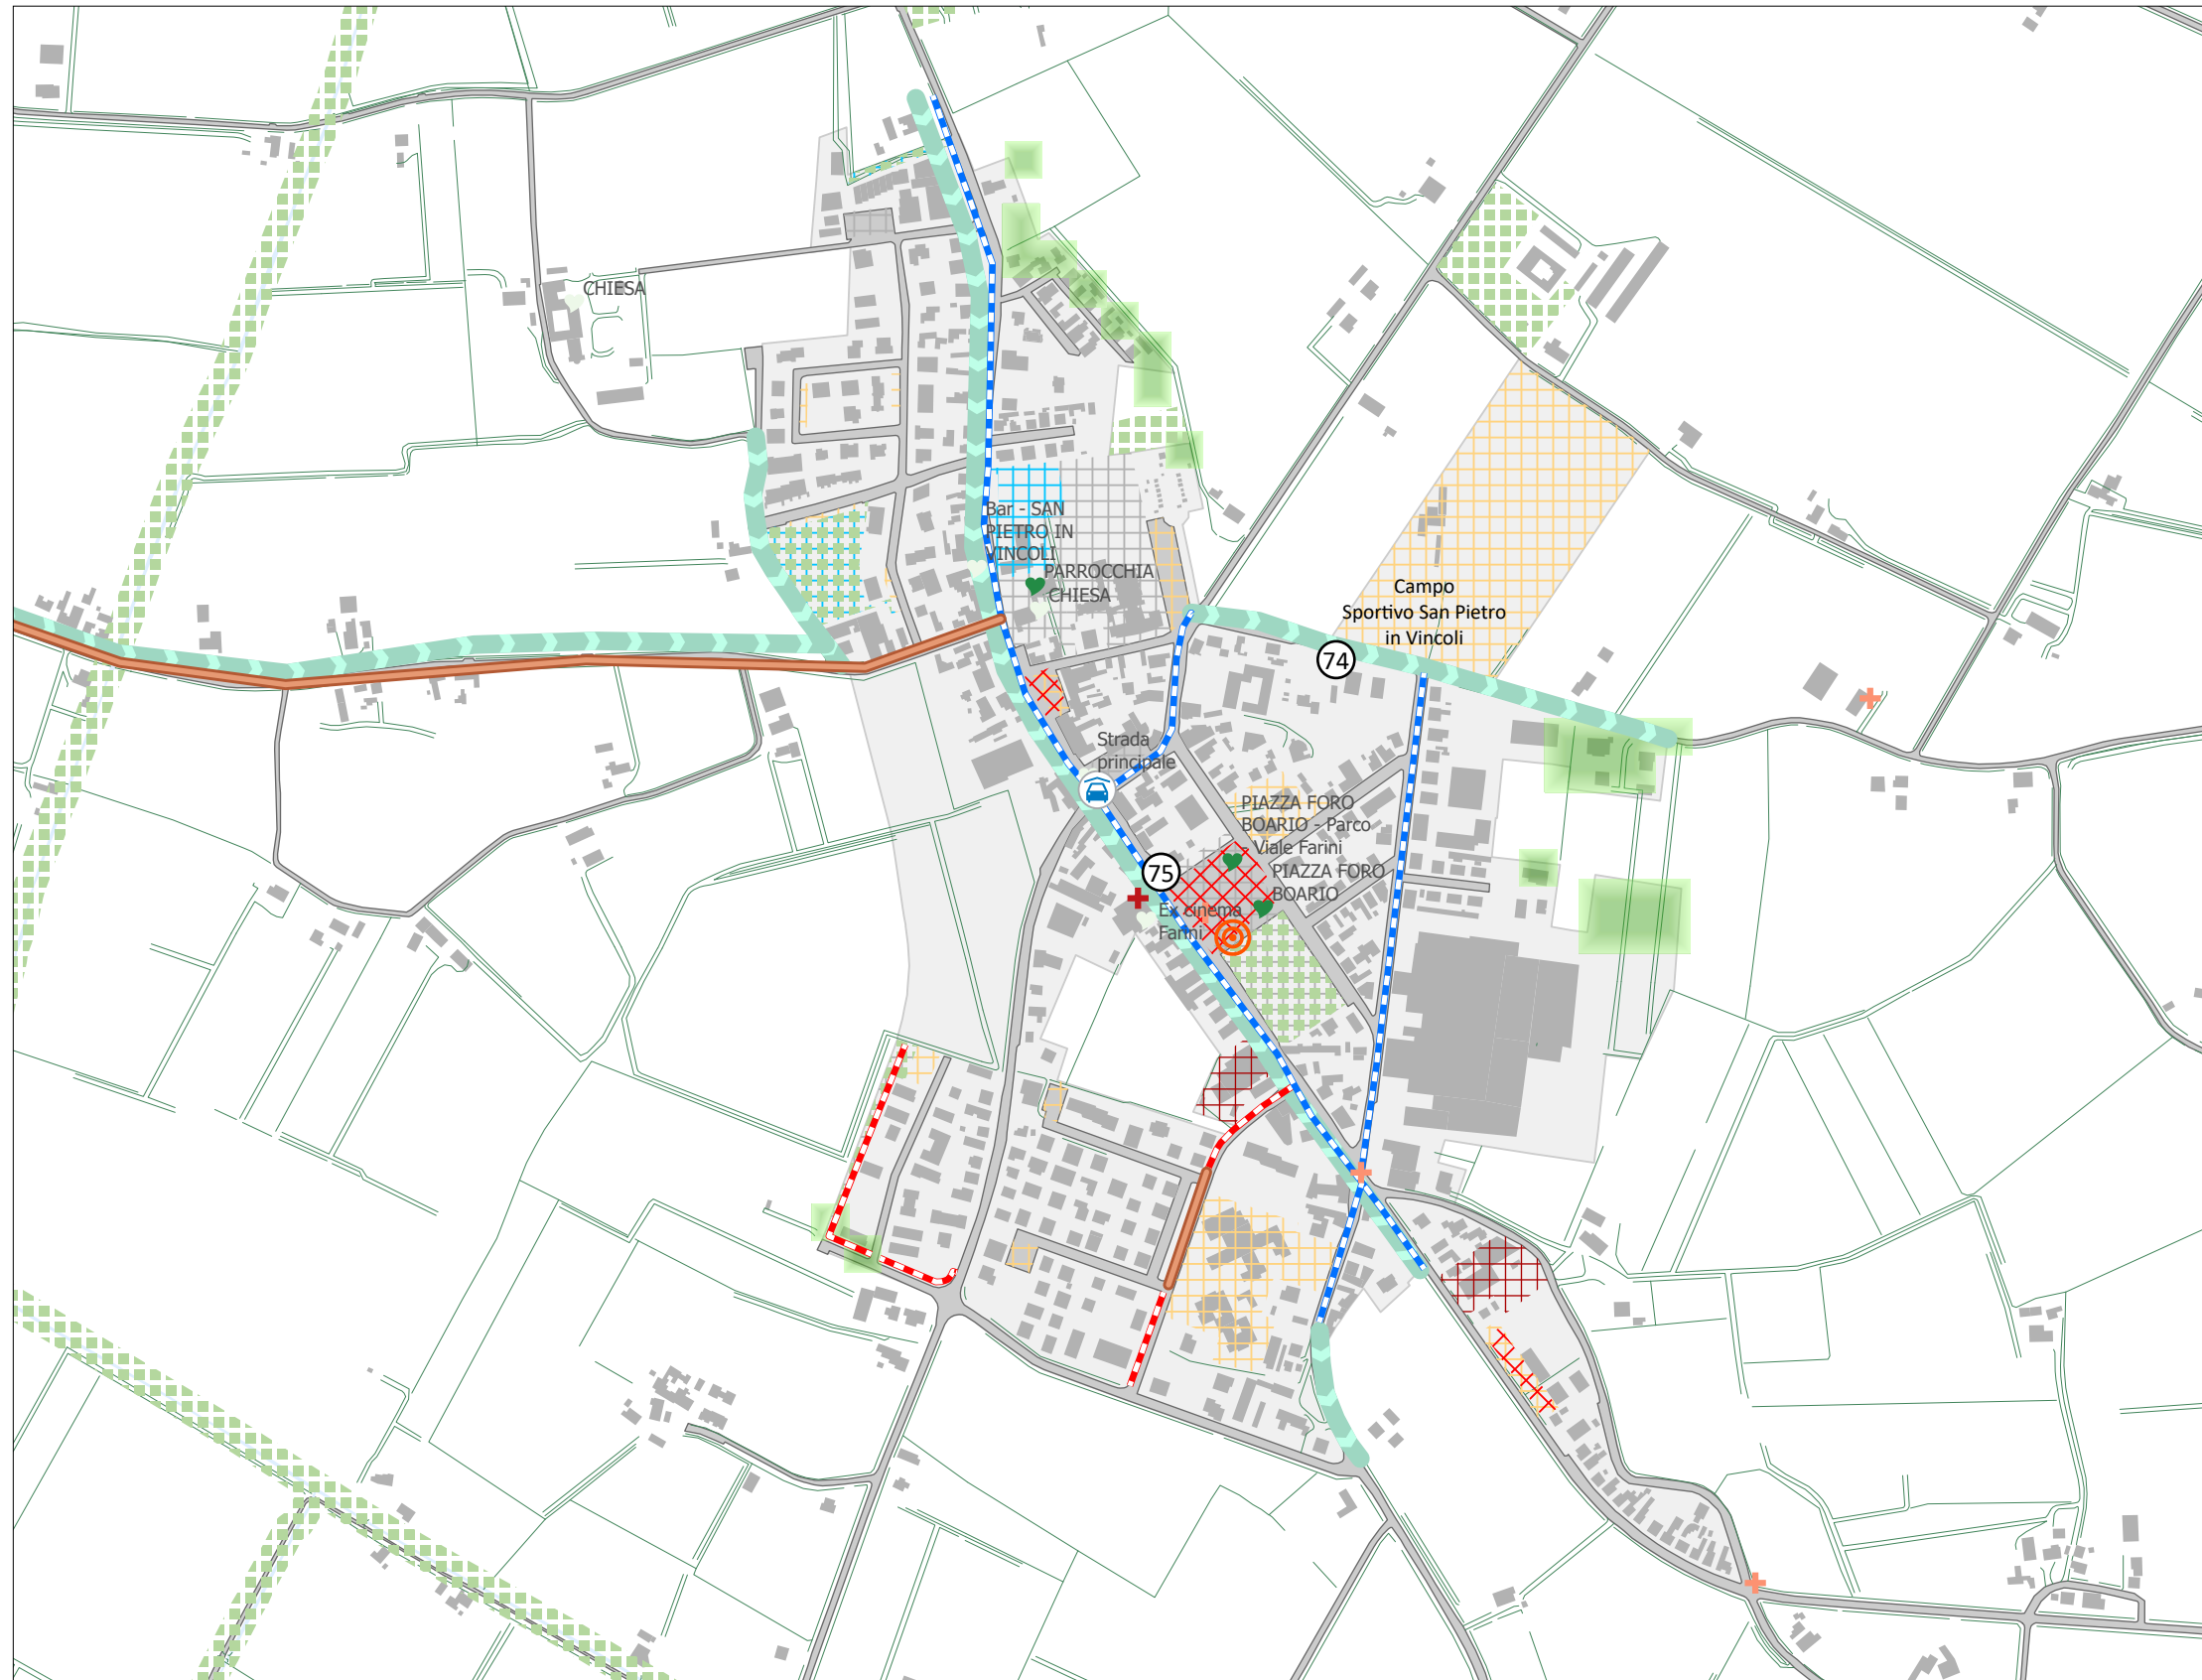 CHIESA
Bar - SAN
PIETRO IN
VINCOLI
PARROCCHIA
CHIESA
Campo
Sportivo San Pietro
in Vincoli
74
Strada
principale
PIAZZA FORO
BOARIO - Parco
Viale Farini
75
PIAZZA FORO
BOARIO
Ex cinema
Farini